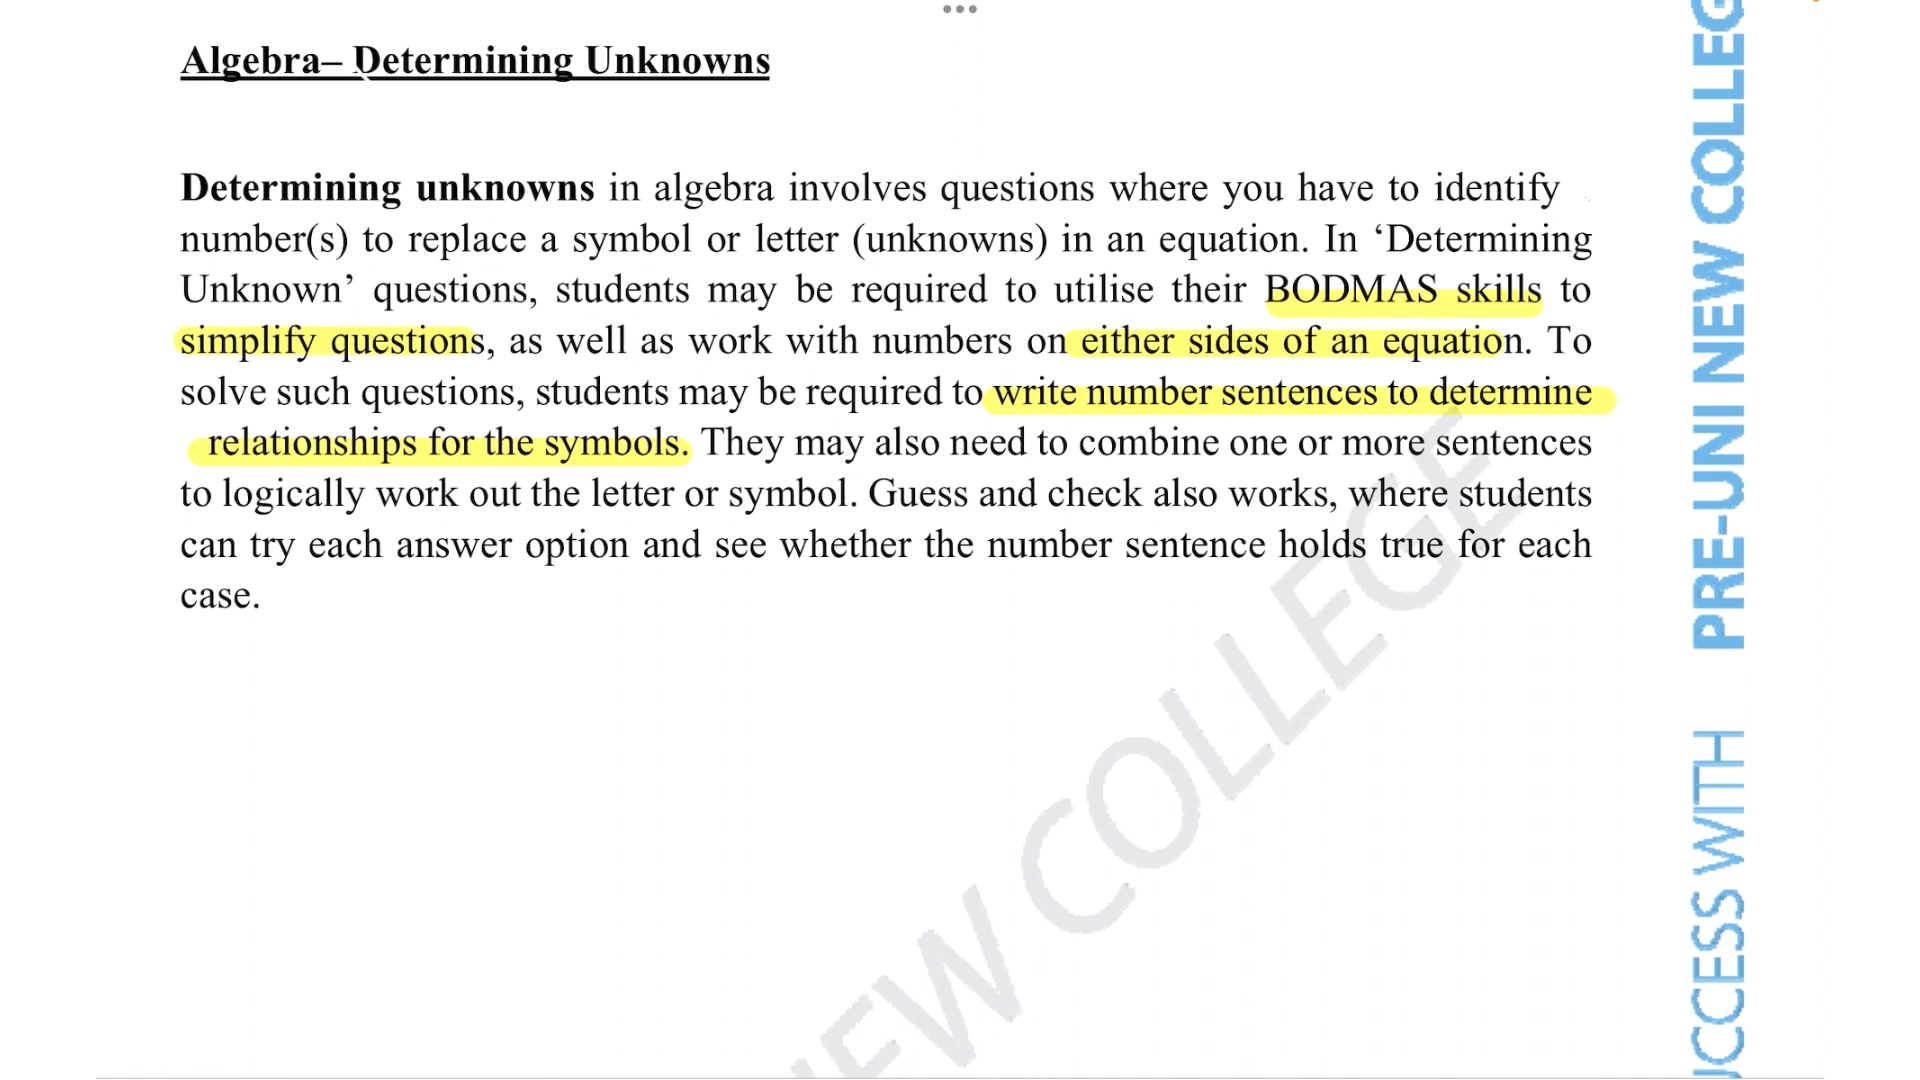 Algebra– Determining Unknowns
Determining unknowns in algebra involves questions where you have to identify
number(s) to replace a symbol or letter (unknowns) in an equation. In ‘Determining
Unknown’ questions, students may be required to utilise their BODMAS skills to
simplify questions, as well as work with numbers on either sides of an equation. To
solve such questions, students may be required to write number sentences to determine
relationships for the symbols. They may also need to combine one or more sentences
to logically work out the letter or symbol. Guess and check also works, where students
can try each answer option and see whether the number sentence holds true for each
case.
EW COLLEGE
UCCESS WITH PRE-UNI NEW COLLEG